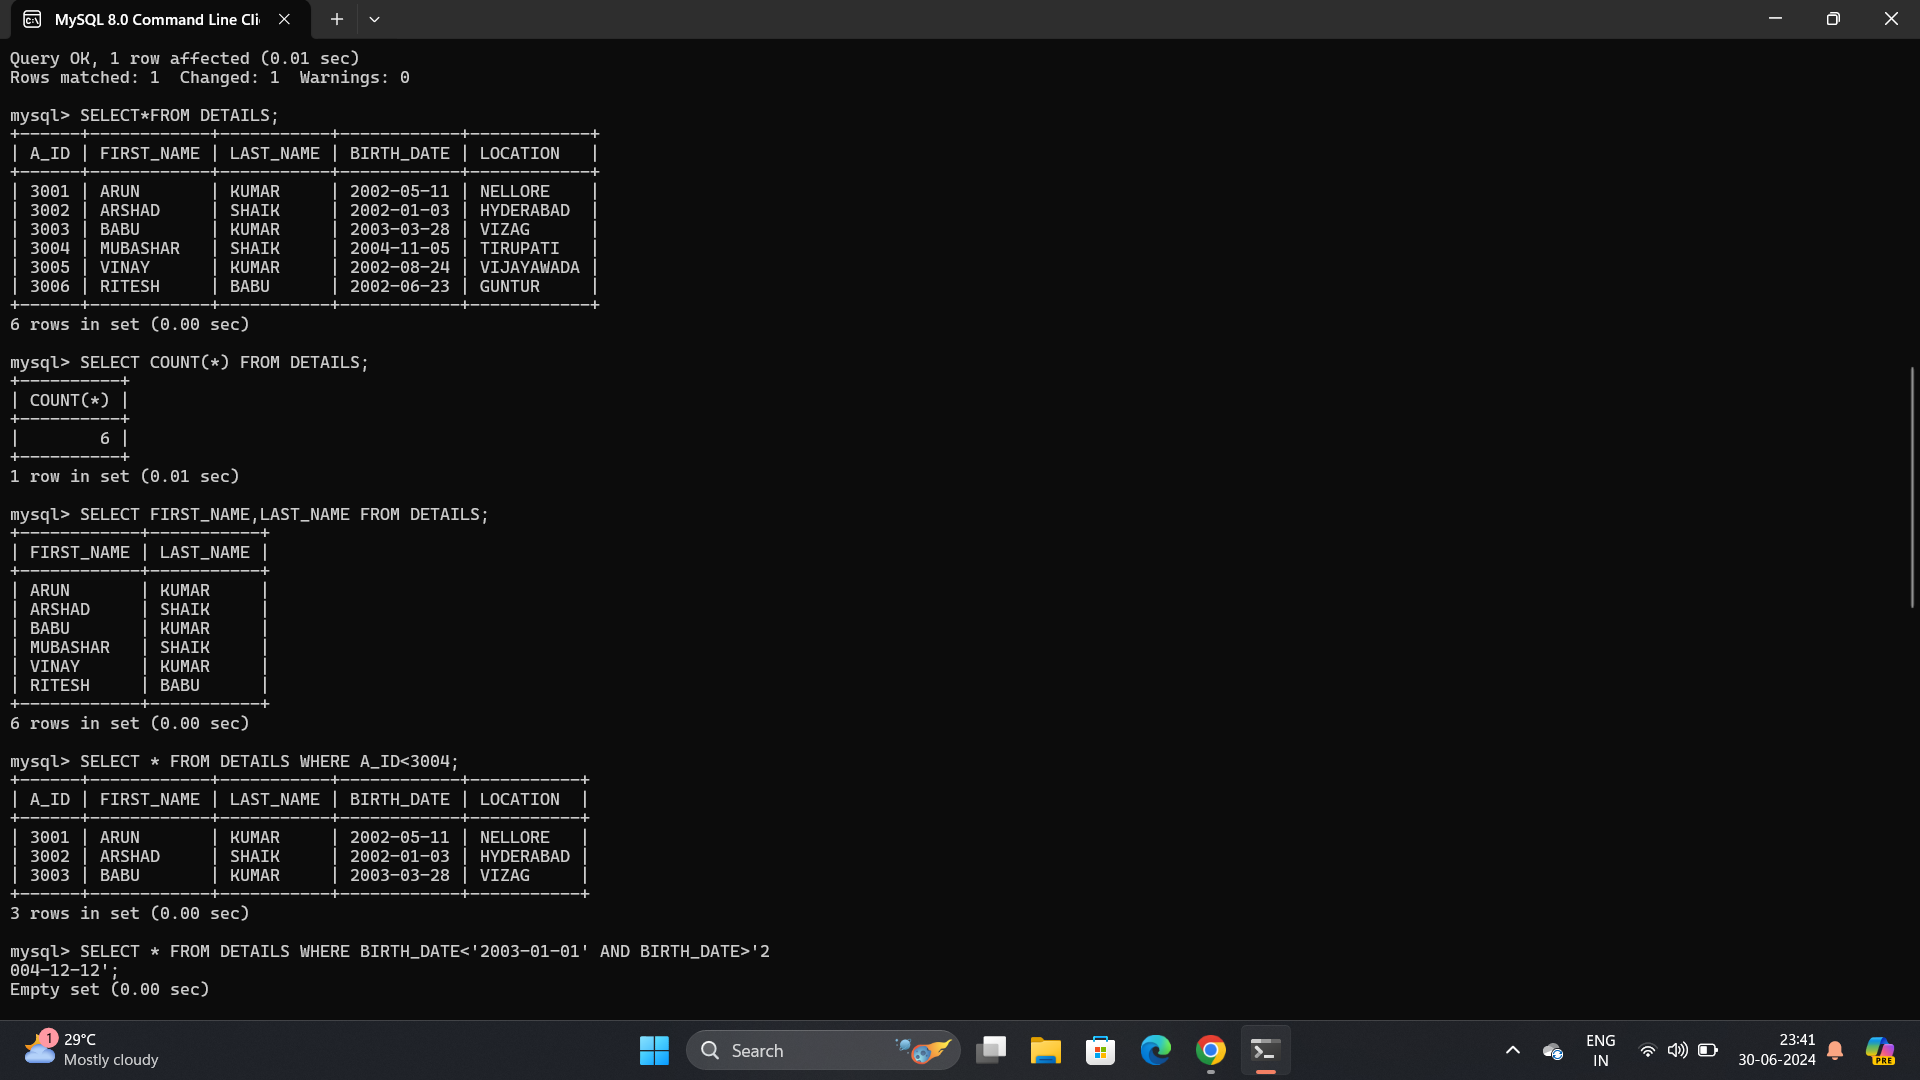 MySQL 8.0 Command Line Cli
Query OK, 1 row affected (0.01 sec)
Rows matched: 1  Changed: 1  Warnings: 0
mysql> SELECT*FROM DETAILS;
+------+------------+-----------+------------+------------+
| A_ID | FIRST_NAME | LAST_NAME | BIRTH_DATE | LOCATION   |
+------+------------+-----------+------------+------------+
| 3001 | ARUN       | KUMAR     | 2002-05-11 | NELLORE    |
| 3002 | ARSHAD     | SHAIK     | 2002-01-03 | HYDERABAD  |
| 3003 | BABU       | KUMAR     | 2003-03-28 | VIZAG      |
| 3004 | MUBASHAR   | SHAIK     | 2004-11-05 | TIRUPATI   |
| 3005 | VINAY      | KUMAR     | 2002-08-24 | VIJAYAWADA |
| 3006 | RITESH     | BABU      | 2002-06-23 | GUNTUR     |
+------+------------+-----------+------------+------------+
6 rows in set (0.00 sec)
mysql> SELECT COUNT(*) FROM DETAILS;
+----------+
| COUNT(*) |
+----------+
|        6 |
+----------+
1 row in set (0.01 sec)
mysql> SELECT FIRST_NAME,LAST_NAME FROM DETAILS;
+------------+-----------+
| FIRST_NAME | LAST_NAME |
+------------+-----------+
| ARUN       | KUMAR     |
| ARSHAD     | SHAIK     |
| BABU       | KUMAR     |
| MUBASHAR   | SHAIK     |
| VINAY      | KUMAR     |
| RITESH     | BABU      |
+------------+-----------+
6 rows in set (0.00 sec)
mysql> SELECT * FROM DETAILS WHERE A_ID<3004;
+------+------------+-----------+------------+-----------+
| A_ID | FIRST_NAME | LAST_NAME | BIRTH_DATE | LOCATION  |
+------+------------+-----------+------------+-----------+
| 3001 | ARUN       | KUMAR     | 2002-05-11 | NELLORE   |
| 3002 | ARSHAD     | SHAIK     | 2002-01-03 | HYDERABAD |
| 3003 | BABU       | KUMAR     | 2003-03-28 | VIZAG     |
+------+------------+-----------+------------+-----------+
3 rows in set (0.00 sec)
mysql> SELECT * FROM DETAILS WHERE BIRTH_DATE<'2003-01-01' AND BIRTH_DATE>'2
004-12-12';
Empty set (0.00 sec)
1
29°C
Mostly cloudy
Search
ENG
IN
23:41
30-06-2024
PRE